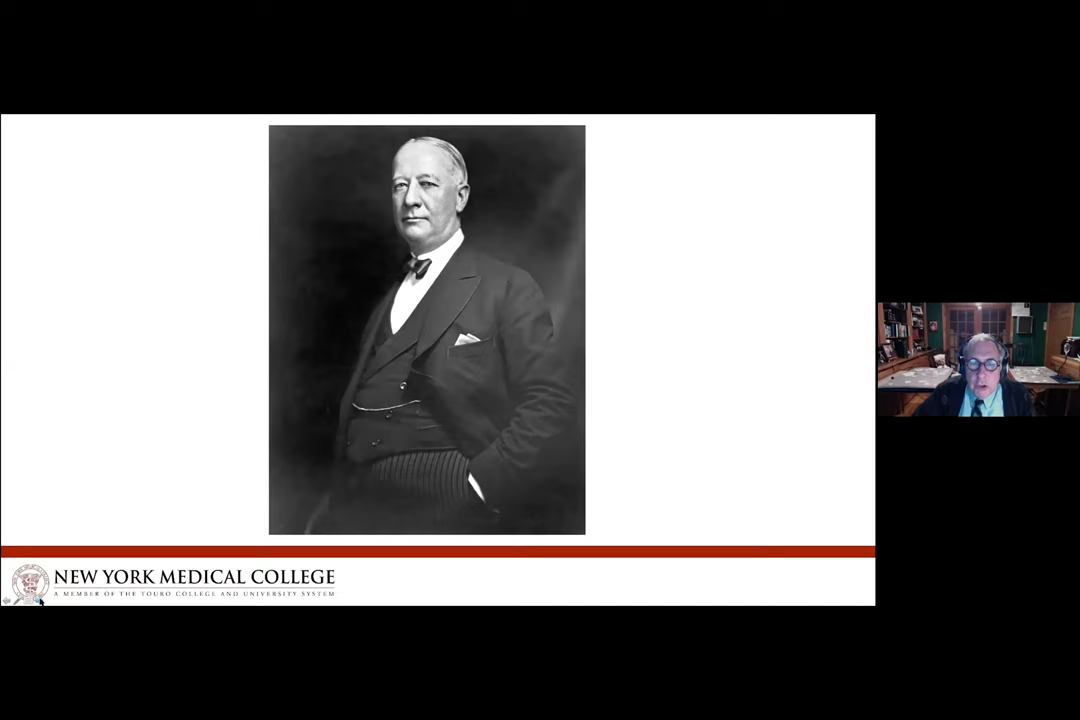 NEW YORK MEDICAL COLLEGE
A MEMBER OF THE TOURO COLLEGE AND UNIVERSITY SYSTEM